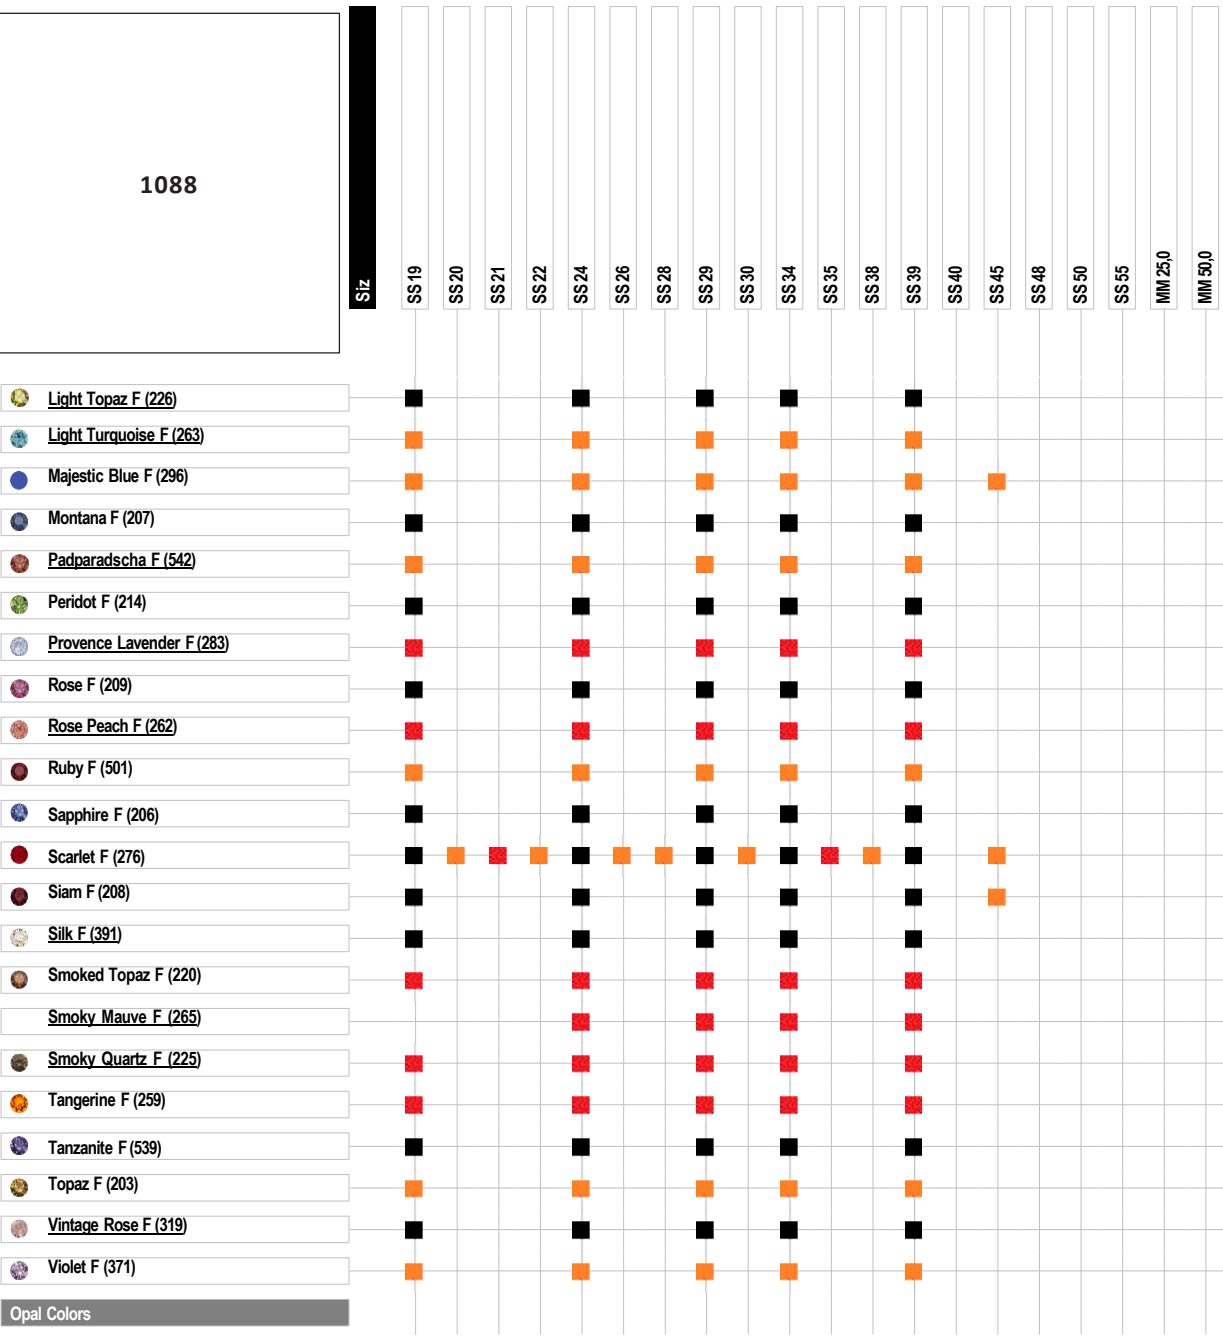 1088
Siz
SS 19
SS 20
SS 21
SS 22
SS 24
SS 26
SS 28
SS 29
SS 30
SS 34
SS 35
SS 38
SS 39
SS 40
SS 45
SS 48
SS 50
SS 55
MM 25,0
MM 50,0
Light Topaz F (226)
Light Turquoise F (263)
Majestic Blue F (296)
Montana F (207)
Padparadscha F (542)
Peridot F (214)
Provence Lavender F (283)
Rose F (209)
Rose Peach F (262)
Ruby F (501)
Sapphire F (206)
Scarlet F (276)
Siam F (208)
Silk F (391)
Smoked Topaz F (220)
Smoky Mauve F (265)
Smoky Quartz F (225)
Tangerine F (259)
Tanzanite F (539)
Topaz F (203)
Vintage Rose F (319)
Violet F (371)
Opal Colors